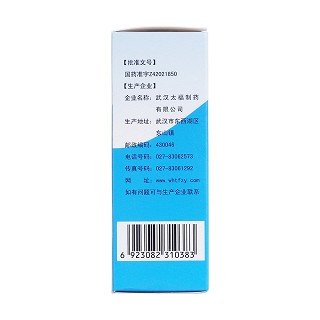 【批准文号】
国药准字Z42021850
【生产企业】
企业名称：武汉太福制药
有限公司
生产地址：武汉市东西湖区
东山镇
邮政编码：430046
电话号码：027-83062573
传真号码：027-83061292
网 址：www.whtfzy.com
如有问题可与生产企业联系
6 923082 310383